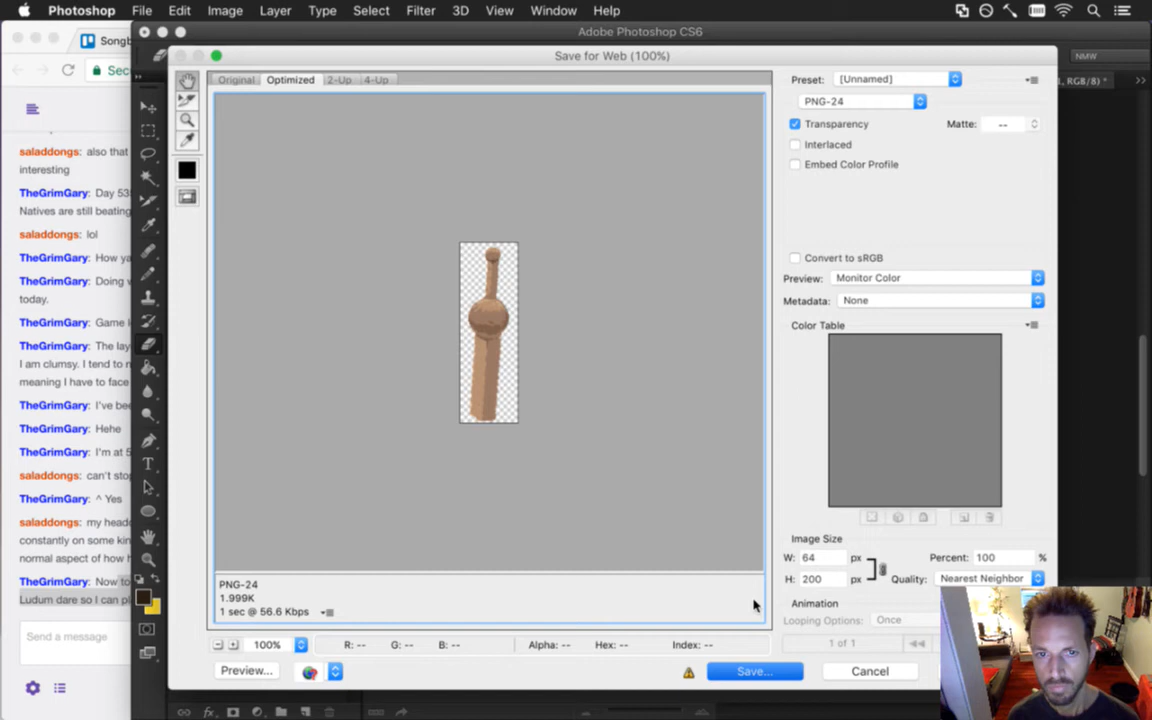 Photoshop File Edit Image Layer Type Select Filter 3D View Window Help
Adobe Photoshop CS6
Songb
Save for Web (100%)
NMW
Sec
, RGB/8) *
Original Optimized 2-Up 4-Up
Preset: [Unnamed]
PNG-24
Transparency Matte: --
Interlaced
Embed Color Profile
Convert to sRGB
Preview: Monitor Color
Metadata: None
Color Table
Image Size
W: 64 px Percent: 100 %
H: 200 px Quality: Nearest Neighbor
Animation
Looping Options: Once
1 of 1
saladdongs: also that
interesting
TheGrimGary: Day 53
Natives are still beating
saladdongs: lol
TheGrimGary: How ya
TheGrimGary: Doing
today.
TheGrimGary: Game
TheGrimGary: The lay
I am clumsy. I tend to
meaning I have to face
TheGrimGary: I've bee
TheGrimGary: Hehe
TheGrimGary: I'm at 5
saladdongs: can't stop
TheGrimGary: ^ Yes
saladdongs: my head
constantly on some kin
normal aspect of how
TheGrimGary: Now to
Ludum dare so I can pl
Send a message
PNG-24
1.999K
1 sec @ 56.6 Kbps
100% R: -- G: -- B: -- Alpha: -- Hex: -- Index: --
Preview... Save... Cancel